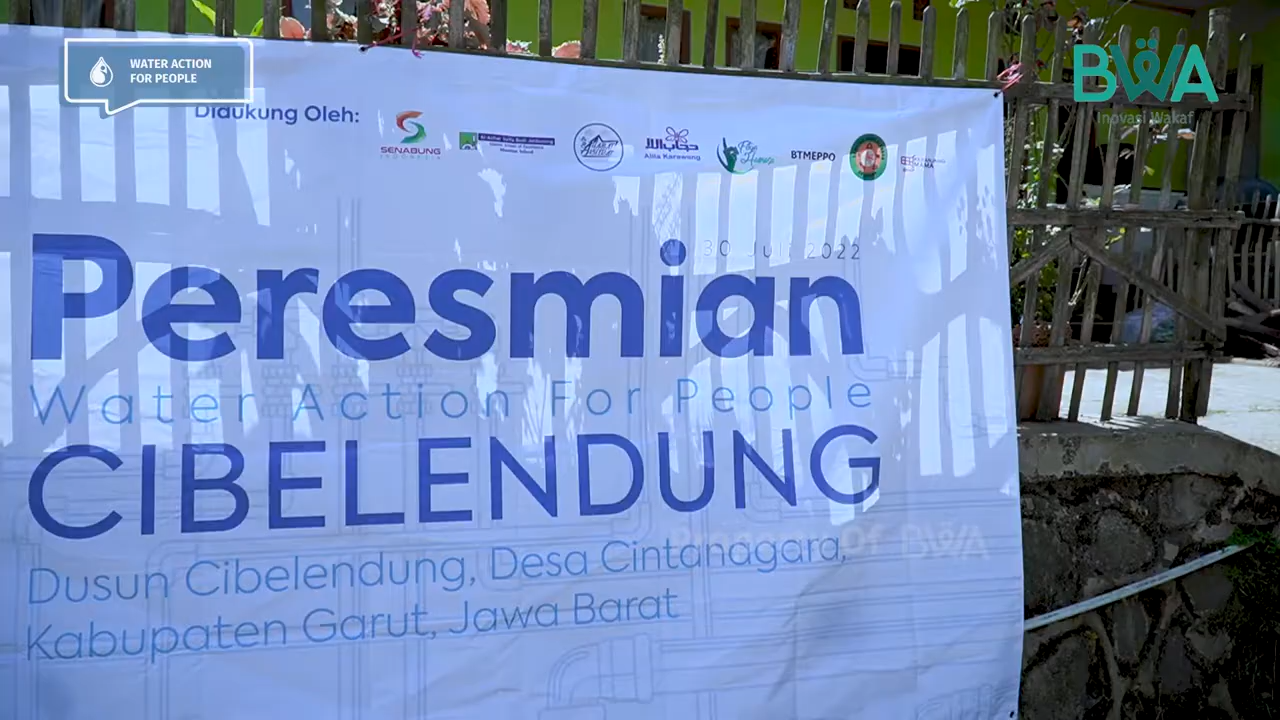 WATER ACTION
FOR PEOPLE
BWA
Inovasi Wakaf
Didukung Oleh:
SENABUNG
INDONESIA
Alita Karawang
BTMEPPO
30 Juli 2022
Peresmian
Water Action For People
CIBELENDUNG
Dusun Cibelendung, Desa Cintanagara,
Kabupaten Garut, Jawa Barat